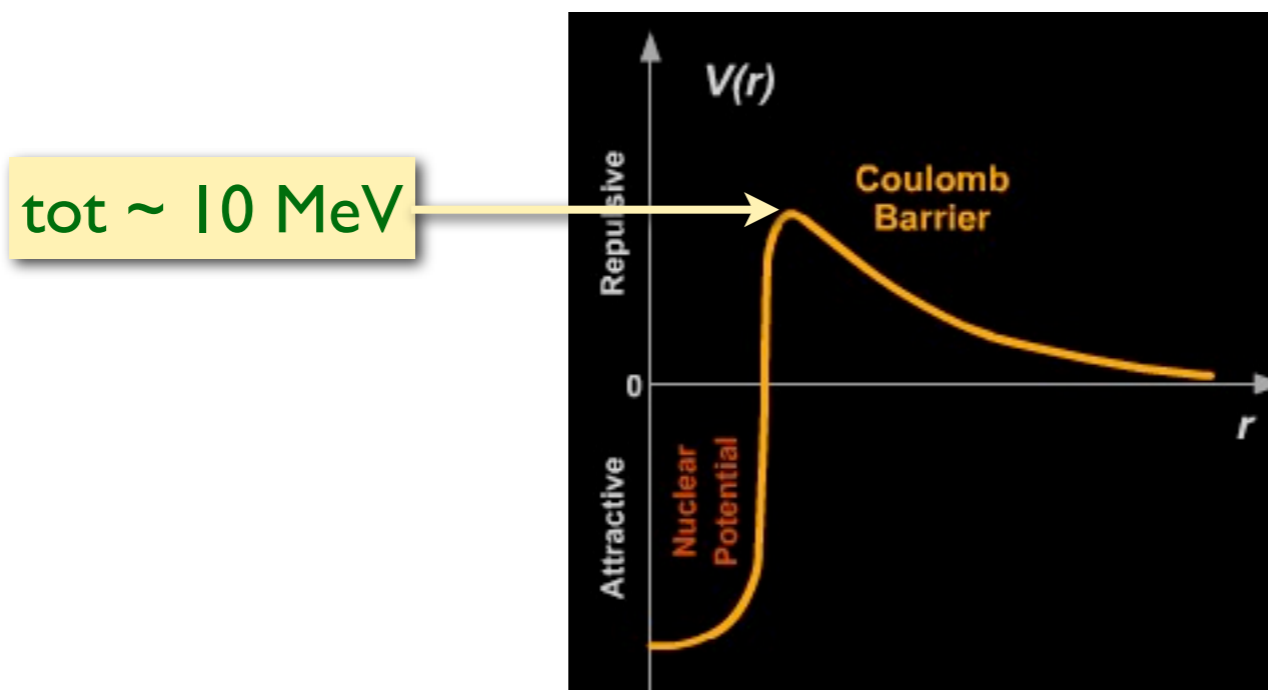 V(r)
tot ~ 10 MeV
Repulsive
Coulomb
Barrier
0
r
Attractive
Nuclear
Potential